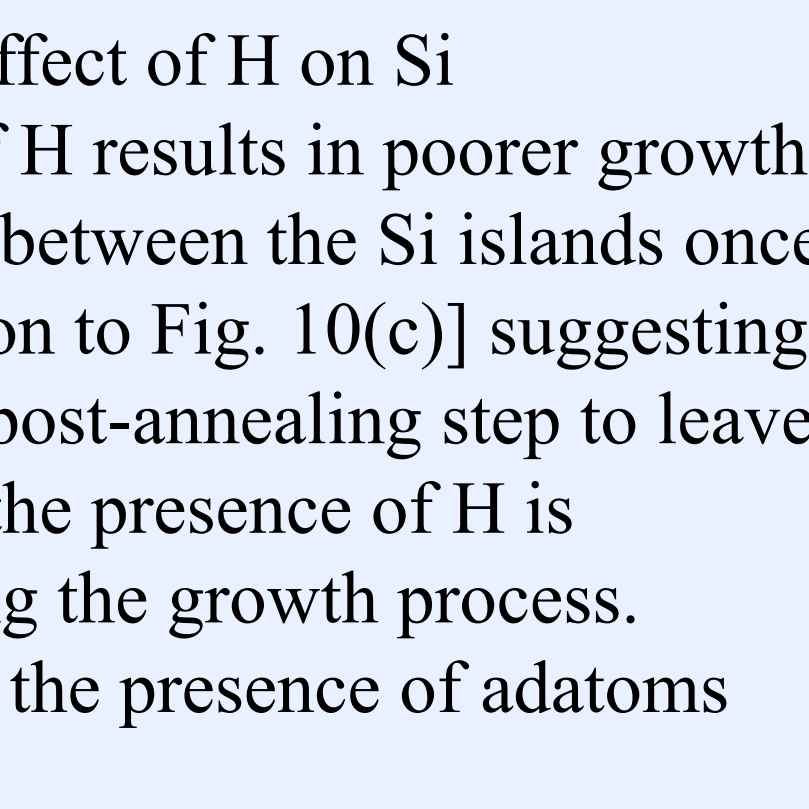 ffect of H on Si
H results in poorer growth
between the Si islands once
on to Fig. 10(c)] suggesting
post-annealing step to leave
the presence of H is
g the growth process.
the presence of adatoms